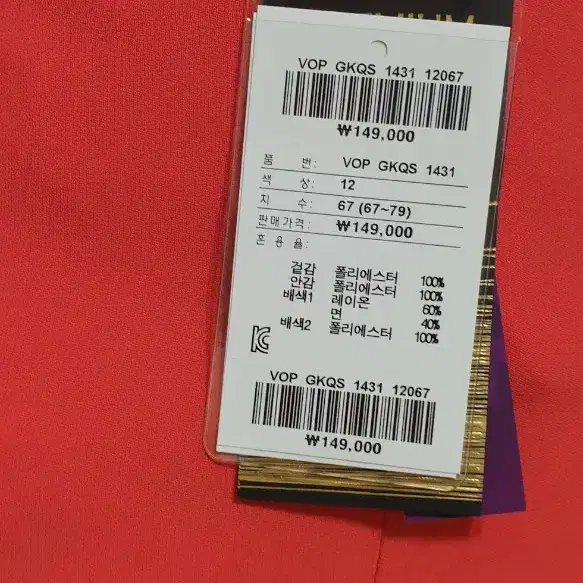 VOP GKQS 1431 12067
₩149,000
품 번: VOP GKQS 1431
색 상: 12
지 수: 67 (67~79)
판매가격: ₩149,000
혼 용 율:
겉감 폴리에스터 100%
안감 폴리에스터 100%
배색1 레이온 60%
면 40%
배색2 폴리에스터 100%
VOP GKQS 1431 12067
₩149,000